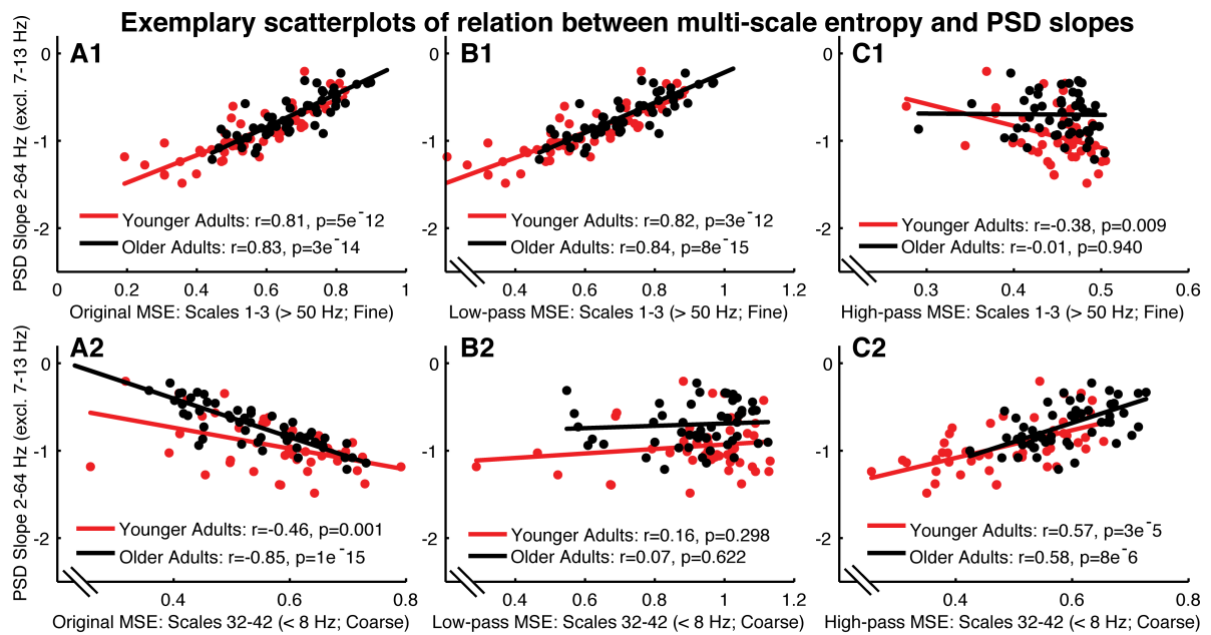 Exemplary scatterplots of relation between multi-scale entropy and PSD slopes
A1
B1
C1
PSD Slope 2-64 Hz (excl. 7-13 Hz)
0
-1
-2
Younger Adults: r=0.81, p=5e⁻12
Older Adults: r=0.83, p=3e⁻14
0 0.2 0.4 0.6 0.8 1
Original MSE: Scales 1-3 (> 50 Hz; Fine)
0
-1
-2
Younger Adults: r=0.82, p=3e⁻12
Older Adults: r=0.84, p=8e⁻15
0.4 0.6 0.8 1 1.2
Low-pass MSE: Scales 1-3 (> 50 Hz; Fine)
0
-1
-2
Younger Adults: r=-0.38, p=0.009
Older Adults: r=-0.01, p=0.940
0.3 0.4 0.5 0.6
High-pass MSE: Scales 1-3 (> 50 Hz; Fine)
A2
B2
C2
PSD Slope 2-64 Hz (excl. 7-13 Hz)
0
-1
-2
Younger Adults: r=-0.46, p=0.001
Older Adults: r=-0.85, p=1e⁻15
0.4 0.6 0.8
Original MSE: Scales 32-42 (< 8 Hz; Coarse)
0
-1
-2
Younger Adults: r=0.16, p=0.298
Older Adults: r=0.07, p=0.622
0.4 0.6 0.8 1 1.2
Low-pass MSE: Scales 32-42 (< 8 Hz; Coarse)
0
-1
-2
Younger Adults: r=0.57, p=3e⁻5
Older Adults: r=0.58, p=8e⁻6
0.4 0.6 0.8
High-pass MSE: Scales 32-42 (< 8 Hz; Coarse)